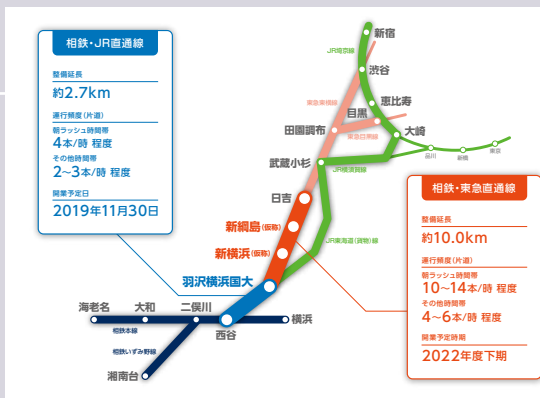 相鉄・JR直通線
整備延長
約2.7km
運行頻度(片道)
朝ラッシュ時間帯
4本/時 程度
その他時間帯
2～3本/時 程度
開業予定日
2019年11月30日
新宿
JR埼京線
渋谷
東急東横線
恵比寿
目黒
田園調布
東急目黒線
大崎
品川
新橋
東京
武蔵小杉
JR横須賀線
日吉
新綱島(仮称)
新横浜(仮称)
JR東海道(貨物)線
羽沢横浜国大
海老名
大和
二俣川
西谷
横浜
相鉄本線
相鉄いずみ野線
湘南台
相鉄・東急直通線
整備延長
約10.0km
運行頻度(片道)
朝ラッシュ時間帯
10～14本/時 程度
その他時間帯
4～6本/時 程度
開業予定時期
2022年度下期